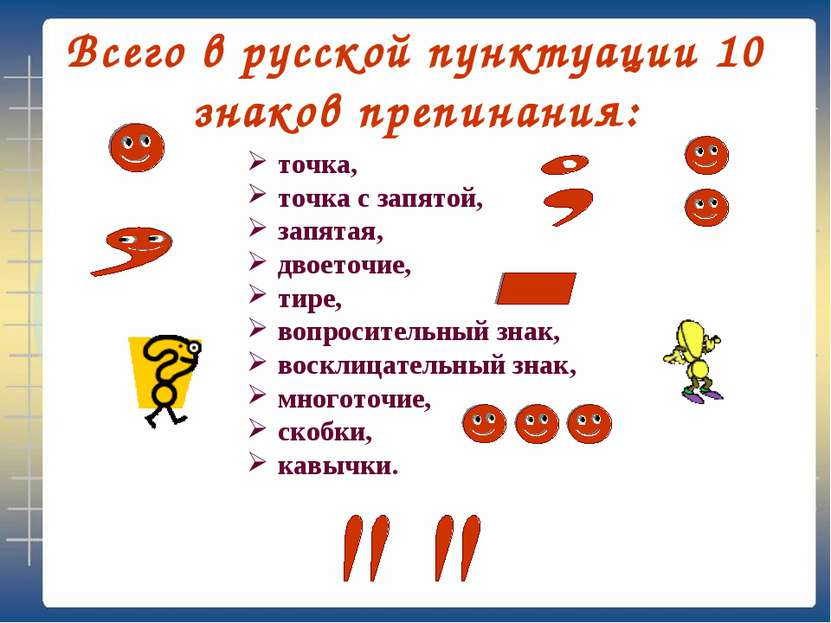 Всего в русской пунктуации 10
знаков препинания:
точка,
точка с запятой,
запятая,
двоеточие,
тире,
вопросительный знак,
восклицательный знак,
многоточие,
скобки,
кавычки.